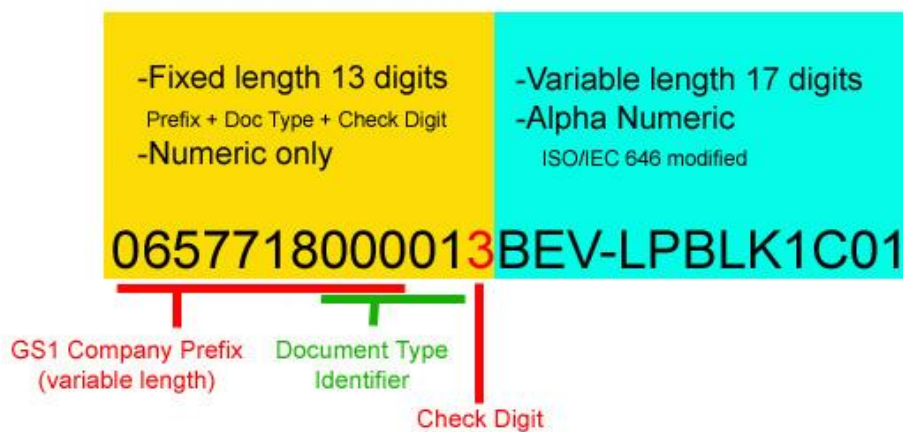 -Fixed length 13 digits
Prefix + Doc Type + Check Digit
-Numeric only
-Variable length 17 digits
-Alpha Numeric
ISO/IEC 646 modified
0657718000013BEV-LPBLK1C01
GS1 Company Prefix
(variable length)
Document Type
Identifier
Check Digit